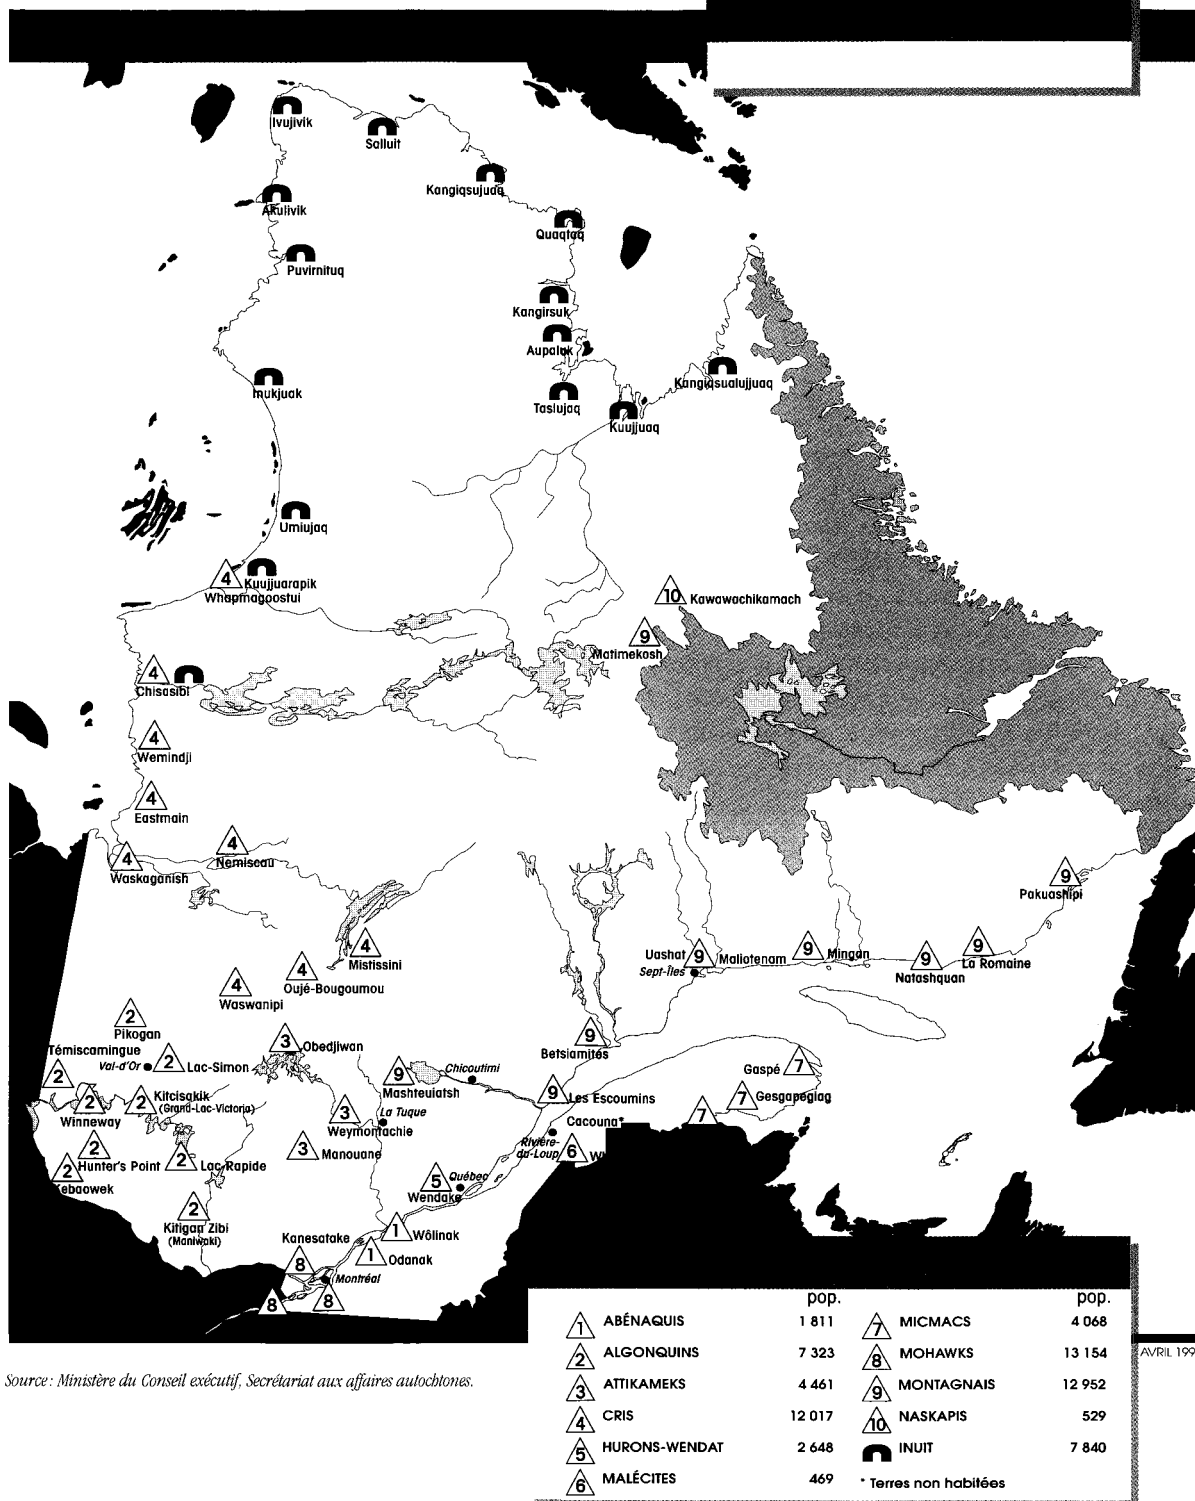 Ivujivik
Salluit
Kangiqsujuaq
Akulivik
Quaqtaq
Puvirnituq
Kangirsuk
Aupaluk
Inukjuak
Kangiqsualujjuaq
Tasiujaq
Kuujjuaq
Umiujaq
4
Kuujjuarapik
Whapmagoostui
10 Kawawachikamach
9
Matimekosh
4
Chisasibi
4
Wemindji
4
Eastmain
4
Nemiscau
4
Waskaganish
9
Pakuashipi
4
Mistissini
Uashat 9 Maliotenam
Sept-Îles
9 Mingan
9
Natashquan
9
La Romaine
4
Oujé-Bougoumou
4
Waswanipi
2
Pikogan
3 Obedjiwan
9
Betsiamités
Témiscamingue
2
Val-d'Or
2 Lac-Simon
9
Mashteuiatsh
Chicoutimi
Gaspé 7
2
Winneway
2 Kitcisakik
(Grand-Lac-Victoria)
3
Weymontachie
La Tuque
9 Les Escoumins
7 Gesgapegiag
7
Cacouna*
Rivière-
du-Loup
6 W
2
Hunter's Point
2 Lac-Rapide
3 Manouane
2
Kebaowek
5
Wendake
Québec
2
Kitigan Zibi
(Maniwaki)
1 Wôlinak
Kanesatake
8
1 Odanak
Montréal
8
8
pop.
pop.
1 ABÉNAQUIS 1 811
7 MICMACS 4 068
2 ALGONQUINS 7 323
8 MOHAWKS 13 154
AVRIL 199
3 ATTIKAMEKS 4 461
9 MONTAGNAIS 12 952
4 CRIS 12 017
10 NASKAPIS 529
5 HURONS-WENDAT 2 648
INUIT 7 840
6 MALÉCITES 469
* Terres non habitées
Source : Ministère du Conseil exécutif, Secrétariat aux affaires autochtones.